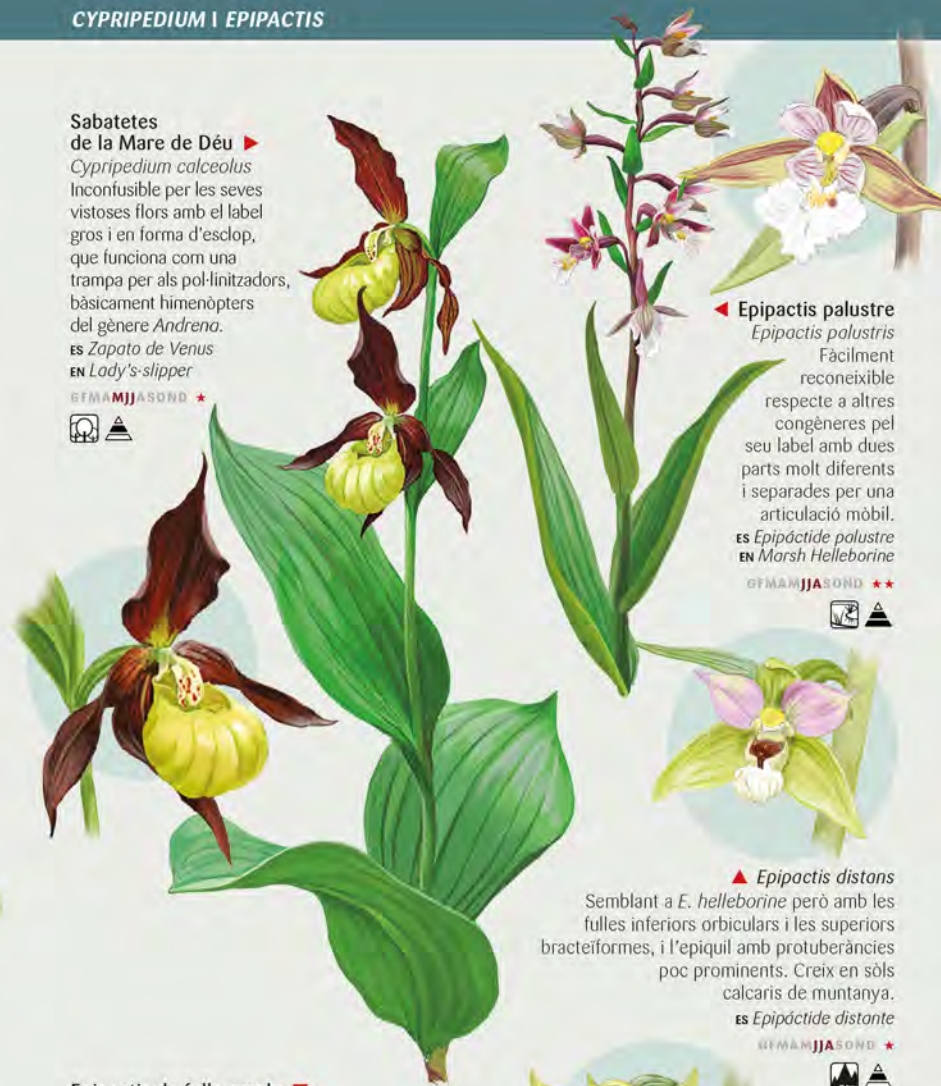 CYPRIPEDIUM I EPIPACTIS
Sabatetes
de la Mare de Déu ▶
Cypripedium calceolus
Inconfusible per les seves
vistoses flors amb el label
gros i en forma d'esclop,
que funciona com una
trampa per als pol·linitzadors,
bàsicament himenòpters
del gènere Andrena.
ES Zapato de Venus
EN Lady's-slipper
GFMAMJJASOND ★
◀ Epipactis palustre
Epipactis palustris
Fàcilment
reconeixible
respecte a altres
congèneres pel
seu label amb dues
parts molt diferents
i separades per una
articulació mòbil.
ES Epipáctide palustre
EN Marsh Helleborine
GFMAMJJASOND ★★
▲ Epipactis distans
Semblant a E. helleborine però amb les
fulles inferiors orbiculars i les superiors
bracteïformes, i l'epiquil amb protuberàncies
poc prominents. Creix en sòls
calcaris de muntanya.
ES Epipáctide distante
GFMAMJJASOND ★